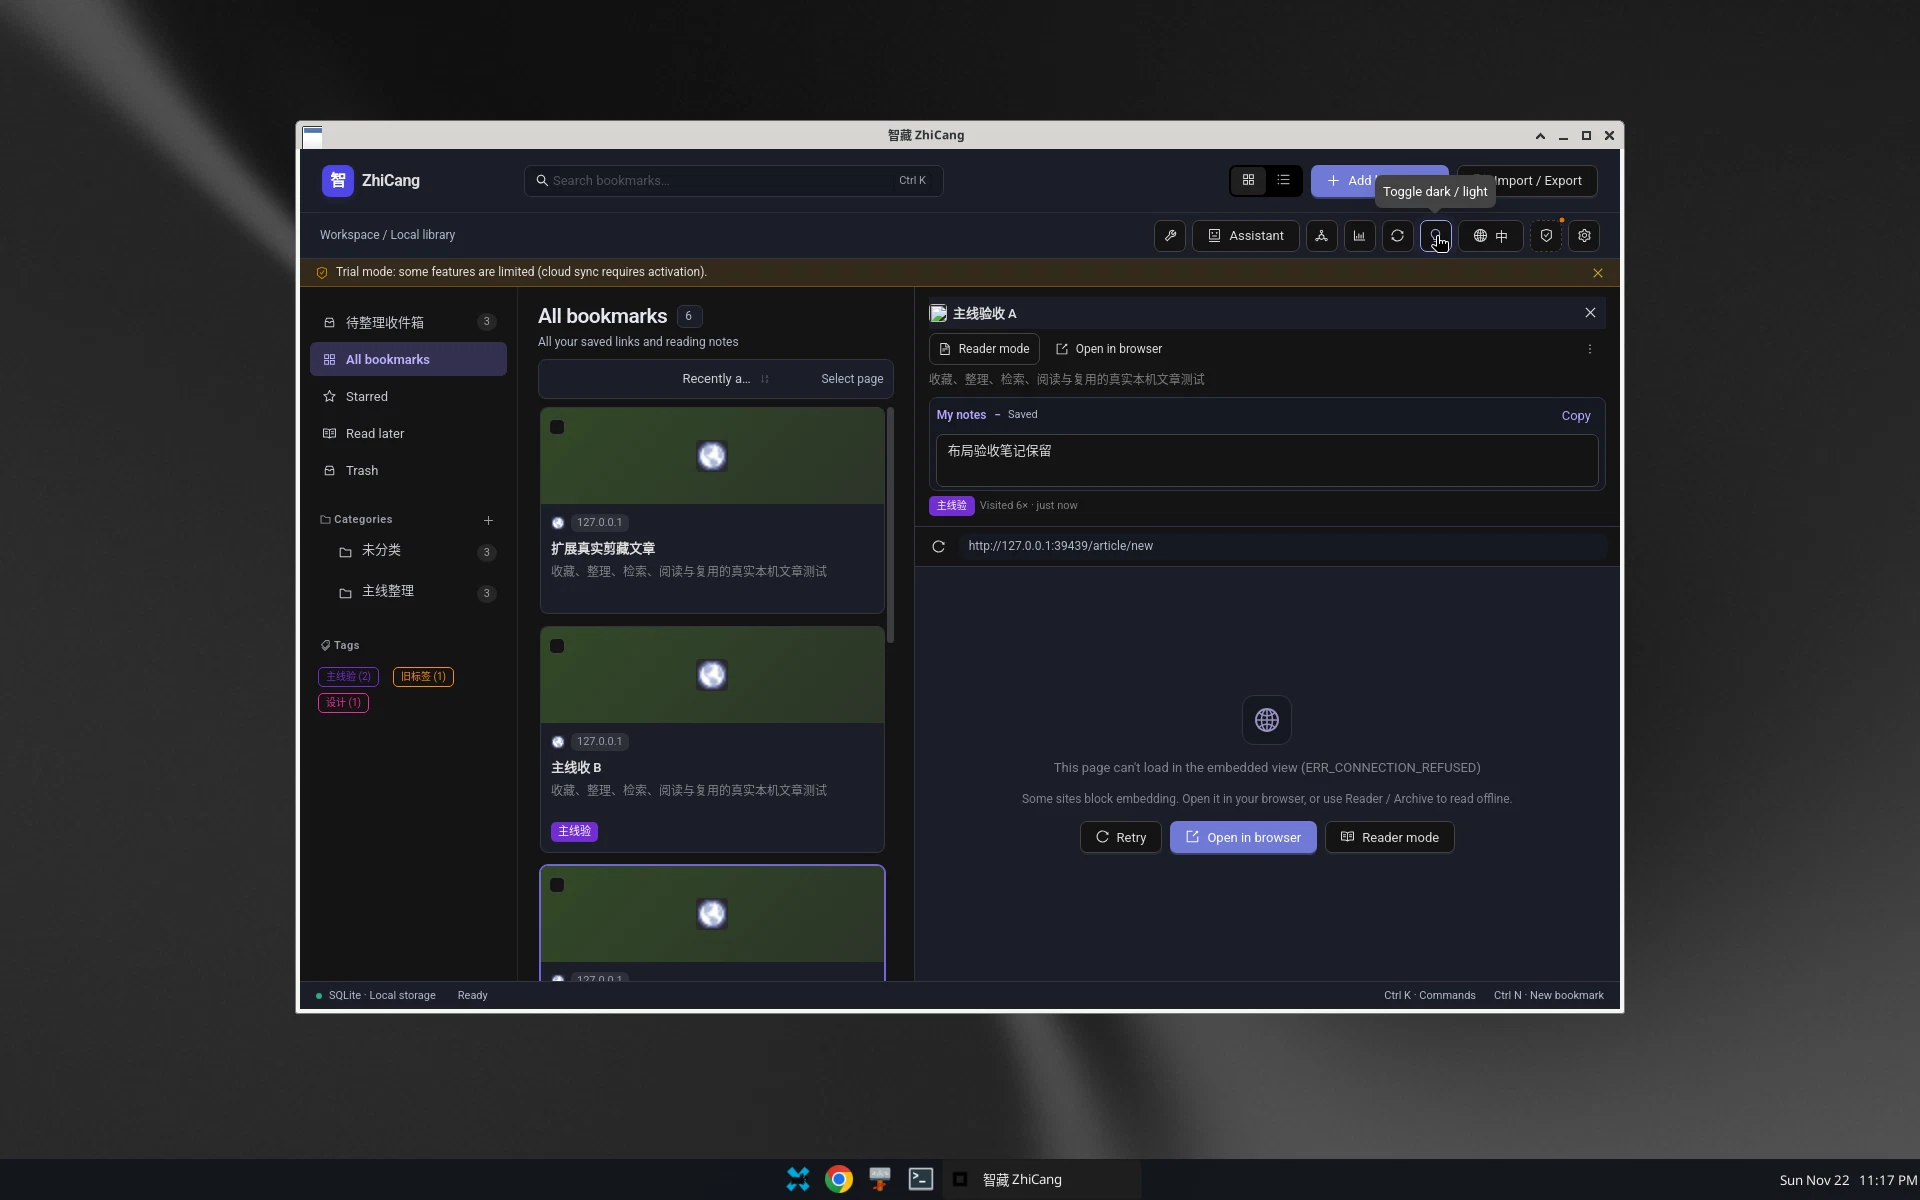 智藏 ZhiCang
智 ZhiCang
Search bookmarks... Ctrl K
Add
Import / Export
Toggle dark / light
Workspace / Local library
Assistant
中
Trial mode: some features are limited (cloud sync requires activation).
待整理收件箱 3
All bookmarks
Starred
Read later
Trash
Categories
未分类 3
主线整理 3
Tags
主线验 (2)
旧标签 (1)
设计 (1)
All bookmarks 6
All your saved links and reading notes
Recently a...
Select page
127.0.0.1
扩展真实剪藏文章
收藏、整理、检索、阅读与复用的真实本机文章测试
127.0.0.1
主线收 B
收藏、整理、检索、阅读与复用的真实本机文章测试
主线验
127.0.0.1
主线验收 A
Reader mode
Open in browser
收藏、整理、检索、阅读与复用的真实本机文章测试
My notes – Saved
Copy
布局验收笔记保留
主线验 Visited 6× · just now
http://127.0.0.1:39439/article/new
This page can't load in the embedded view (ERR_CONNECTION_REFUSED)
Some sites block embedding. Open it in your browser, or use Reader / Archive to read offline.
Retry
Open in browser
Reader mode
SQLite · Local storage
Ready
Ctrl K · Commands
Ctrl N · New bookmark
智藏 ZhiCang
Sun Nov 22 11:17 PM